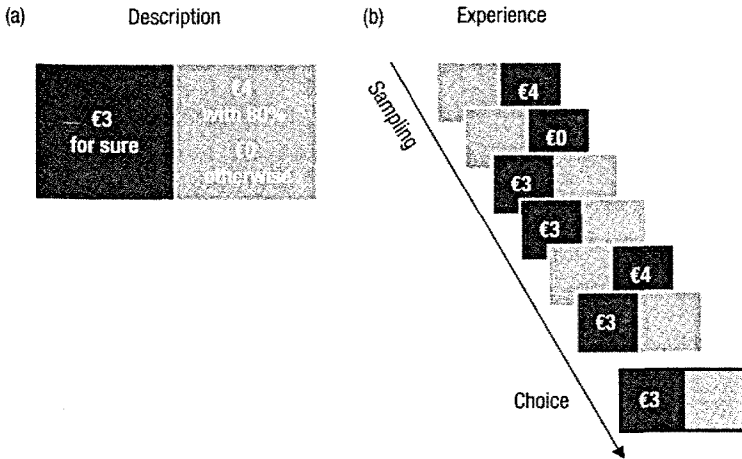 (a)
Description
(b)
Experience
€3
for sure
€4
with 80%
€0
otherwise
Sampling
€4
€0
€3
€3
€4
€3
Choice
€3